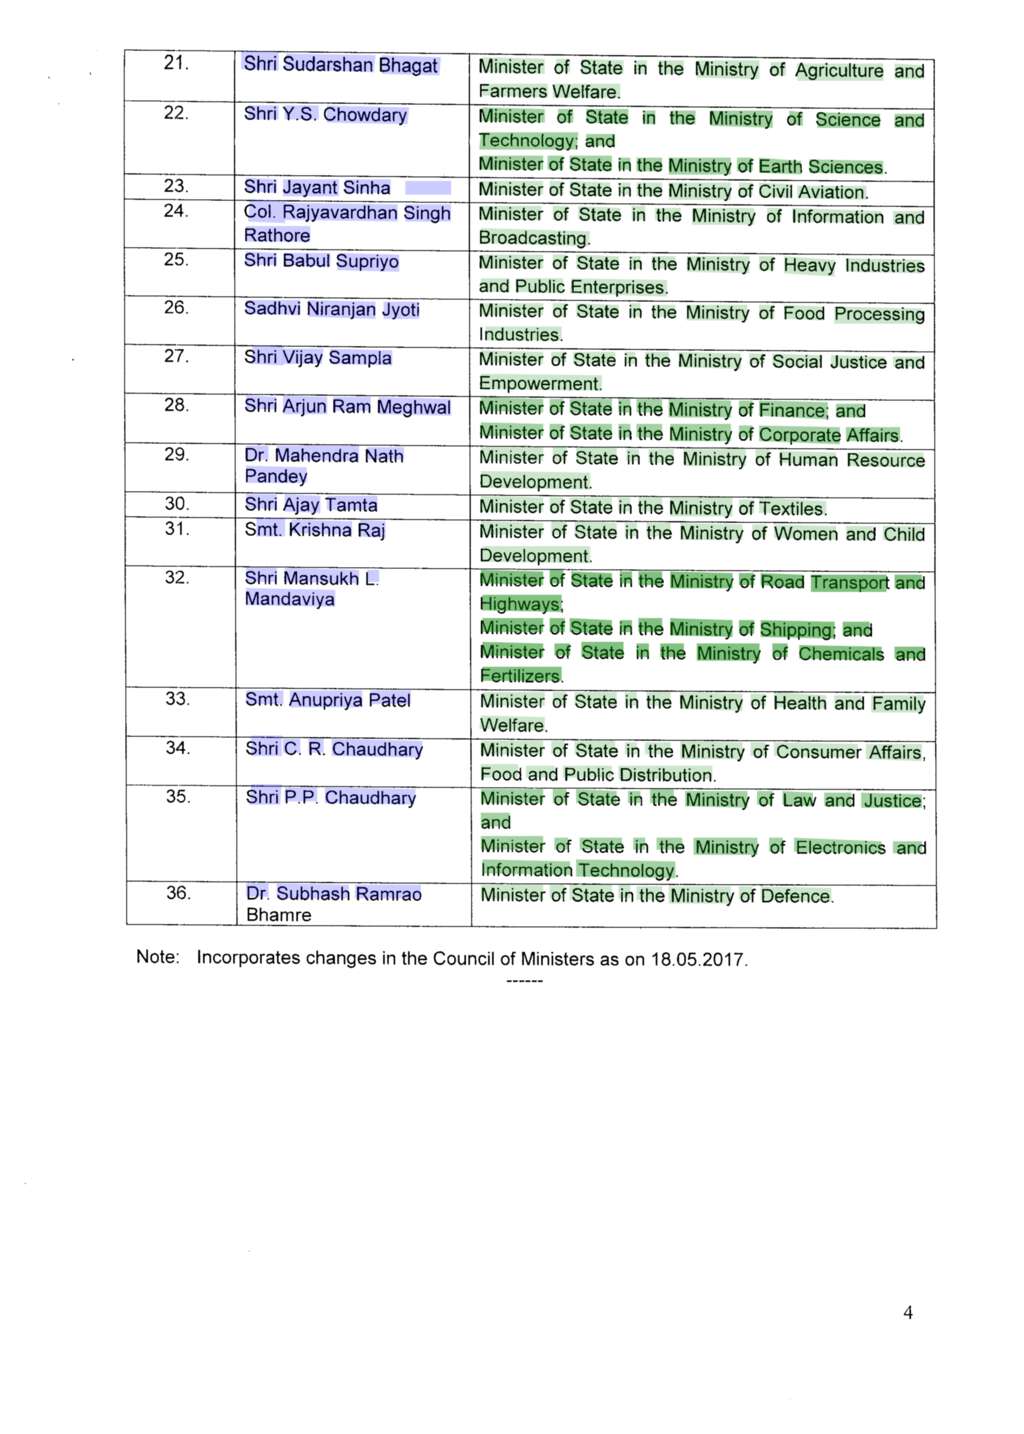 21. Shri Sudarshan Bhagat Minister of State in the Ministry of Agriculture and
Farmers Welfare.
22. Shri Y.S. Chowdary Minister of State in the Ministry of Science and
Technology; and
Minister of State in the Ministry of Earth Sciences.
23. Shri Jayant Sinha Minister of State in the Ministry of Civil Aviation.
24. Col. Rajyavardhan Singh Minister of State in the Ministry of Information and
Rathore Broadcasting.
25. Shri Babul Supriyo Minister of State in the Ministry of Heavy Industries
and Public Enterprises.
26. Sadhvi Niranjan Jyoti Minister of State in the Ministry of Food Processing
Industries.
27. Shri Vijay Sampla Minister of State in the Ministry of Social Justice and
Empowerment.
28. Shri Arjun Ram Meghwal Minister of State in the Ministry of Finance; and
Minister of State in the Ministry of Corporate Affairs.
29. Dr. Mahendra Nath Minister of State in the Ministry of Human Resource
Pandey Development.
30. Shri Ajay Tamta Minister of State in the Ministry of Textiles.
31. Smt. Krishna Raj Minister of State in the Ministry of Women and Child
Development.
32. Shri Mansukh L. Minister of State in the Ministry of Road Transport and
Mandaviya Highways;
Minister of State in the Ministry of Shipping; and
Minister of State in the Ministry of Chemicals and
Fertilizers.
33. Smt. Anupriya Patel Minister of State in the Ministry of Health and Family
Welfare.
34. Shri C. R. Chaudhary Minister of State in the Ministry of Consumer Affairs,
Food and Public Distribution.
35. Shri P.P. Chaudhary Minister of State in the Ministry of Law and Justice;
and
Minister of State in the Ministry of Electronics and
Information Technology.
36. Dr. Subhash Ramrao Minister of State in the Ministry of Defence.
Bhamre
Note: Incorporates changes in the Council of Ministers as on 18.05.2017.
------
4